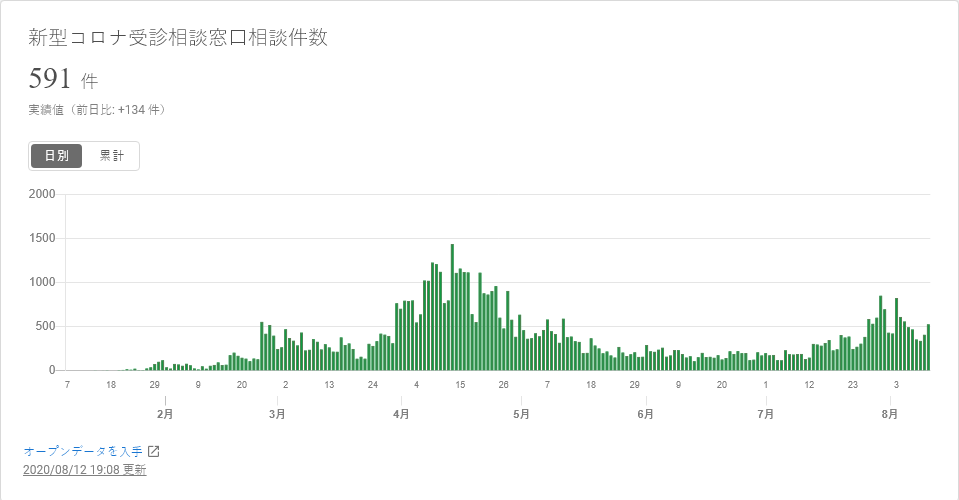 新型コロナ受診相談窓口相談件数
591 件
実績値（前日比: +134 件）
日別 累計
2000
1500
1000
500
0
7 18 29 9 20 2 13 24 4 15 26 7 18 29 9 20 1 12 23 3
2月 3月 4月 5月 6月 7月 8月
オープンデータを入手
2020/08/12 19:08 更新